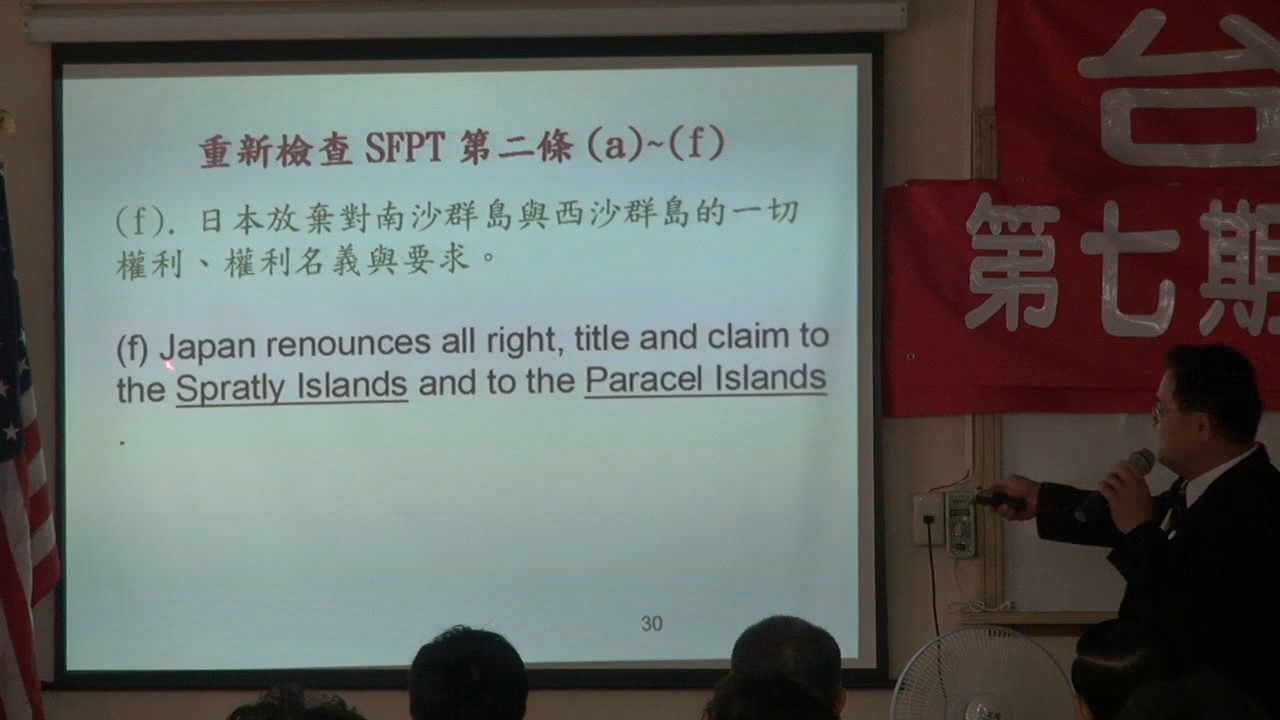 重新檢查 SFPT 第二條 (a)~(f)
(f). 日本放棄對南沙群島與西沙群島的一切
權利、權利名義與要求。
(f) Japan renounces all right, title and claim to
the Spratly Islands and to the Paracel Islands
.
30
台
第七期